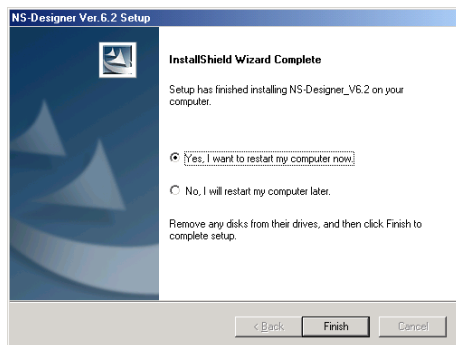 NS-Designer Ver.6.2 Setup
InstallShield Wizard Complete
Setup has finished installing NS-Designer_V6.2 on your
computer.
Yes, I want to restart my computer now.
No, I will restart my computer later.
Remove any disks from their drives, and then click Finish to
complete setup.
< Back
Finish
Cancel